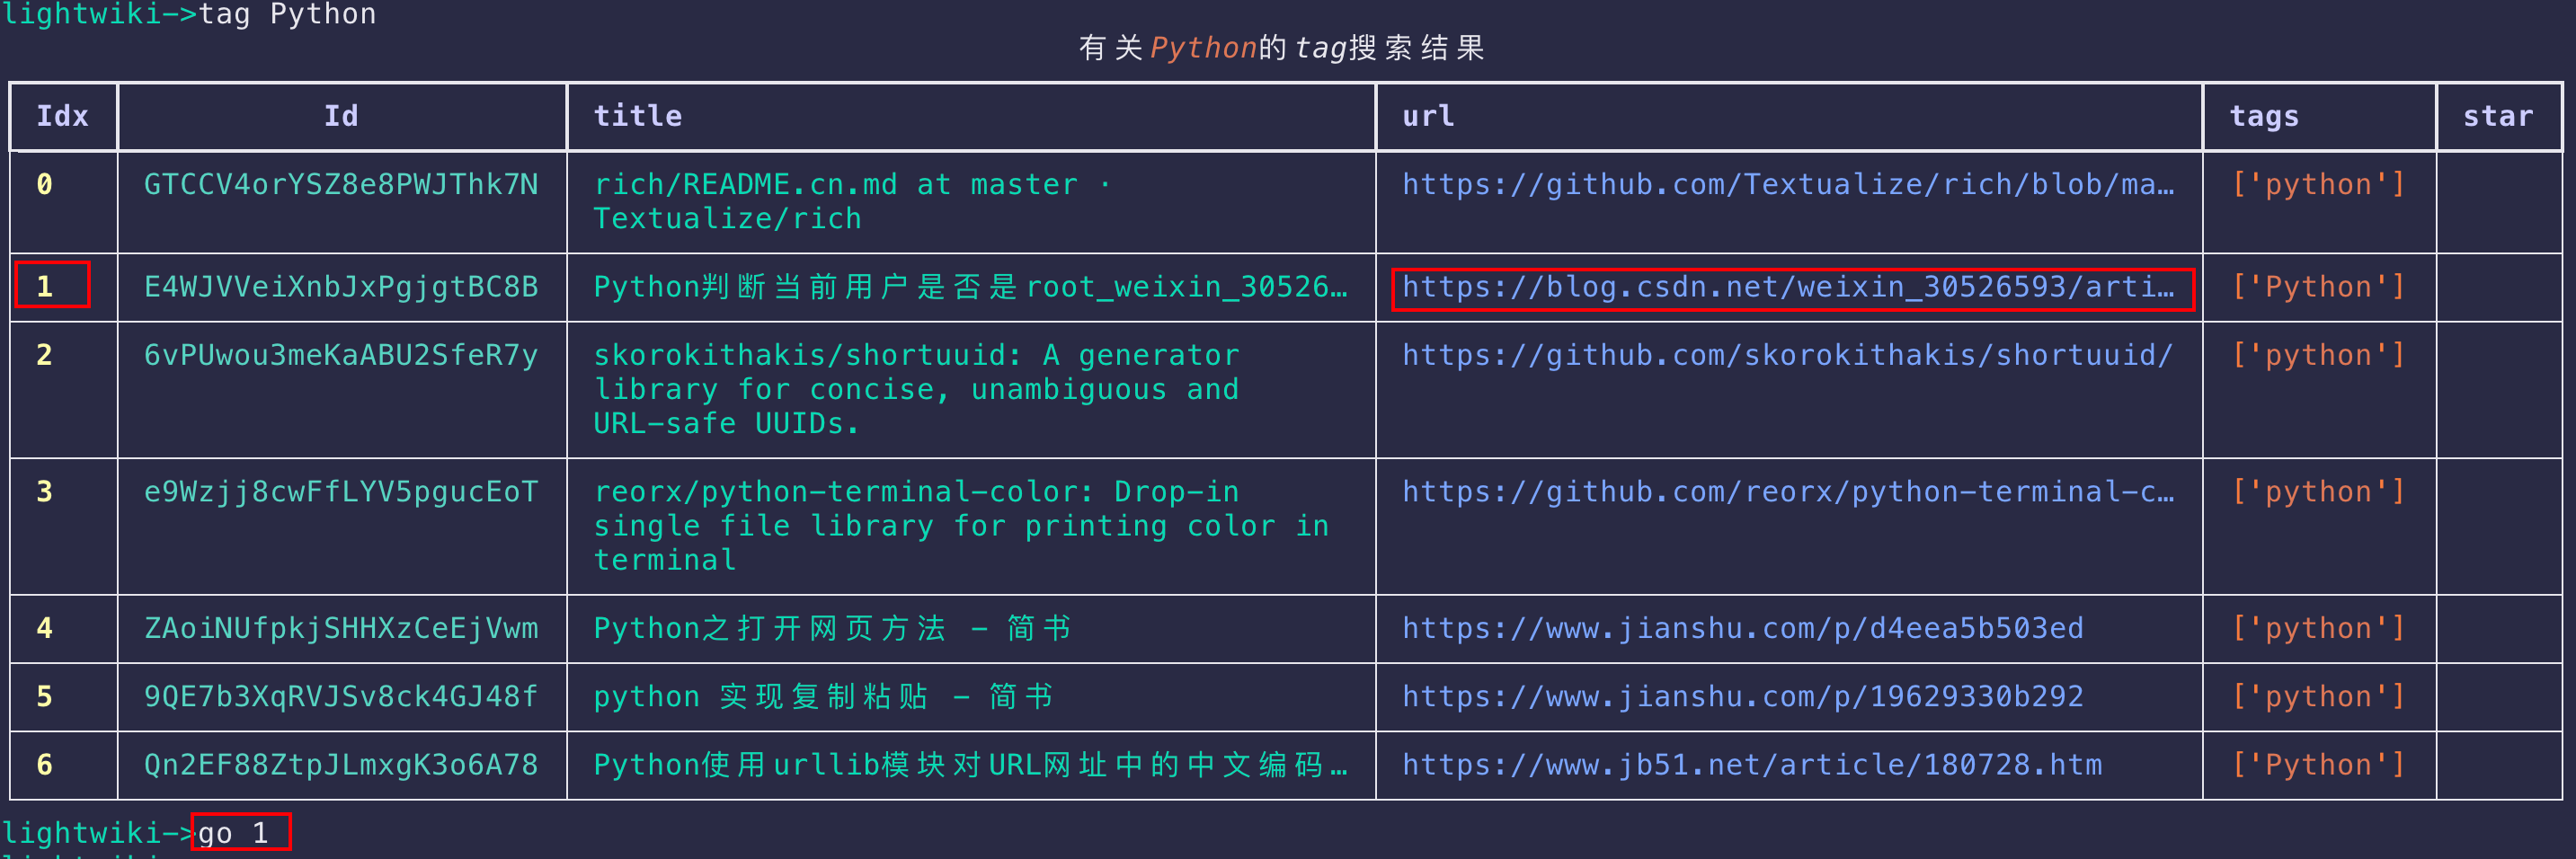 lightwiki->tag Python
有关Python的tag搜索结果
Idx Id title url tags star
0 GTCCV4orYSZ8e8PWJThk7N rich/README.cn.md at master · https://github.com/Textualize/rich/blob/ma… ['python']
Textualize/rich
1 E4WJVVeiXnbJxPgjgtBC8B Python判断当前用户是否是root_weixin_30526… https://blog.csdn.net/weixin_30526593/arti… ['Python']
2 6vPUwou3meKaABU2SfeR7y skorokithakis/shortuuid: A generator https://github.com/skorokithakis/shortuuid/ ['python']
library for concise, unambiguous and
URL-safe UUIDs.
3 e9Wzjj8cwFfLYV5pgucEoT reorx/python-terminal-color: Drop-in https://github.com/reorx/python-terminal-c… ['python']
single file library for printing color in
terminal
4 ZAoiNUfpkjSHHXzCeEjVwm Python之打开网页方法 - 简书 https://www.jianshu.com/p/d4eea5b503ed ['python']
5 9QE7b3XqRVJSv8ck4GJ48f python 实现复制粘贴 - 简书 https://www.jianshu.com/p/19629330b292 ['python']
6 Qn2EF88ZtpJLmxgK3o6A78 Python使用urllib模块对URL网址中的中文编码… https://www.jb51.net/article/180728.htm ['Python']
lightwiki->go 1